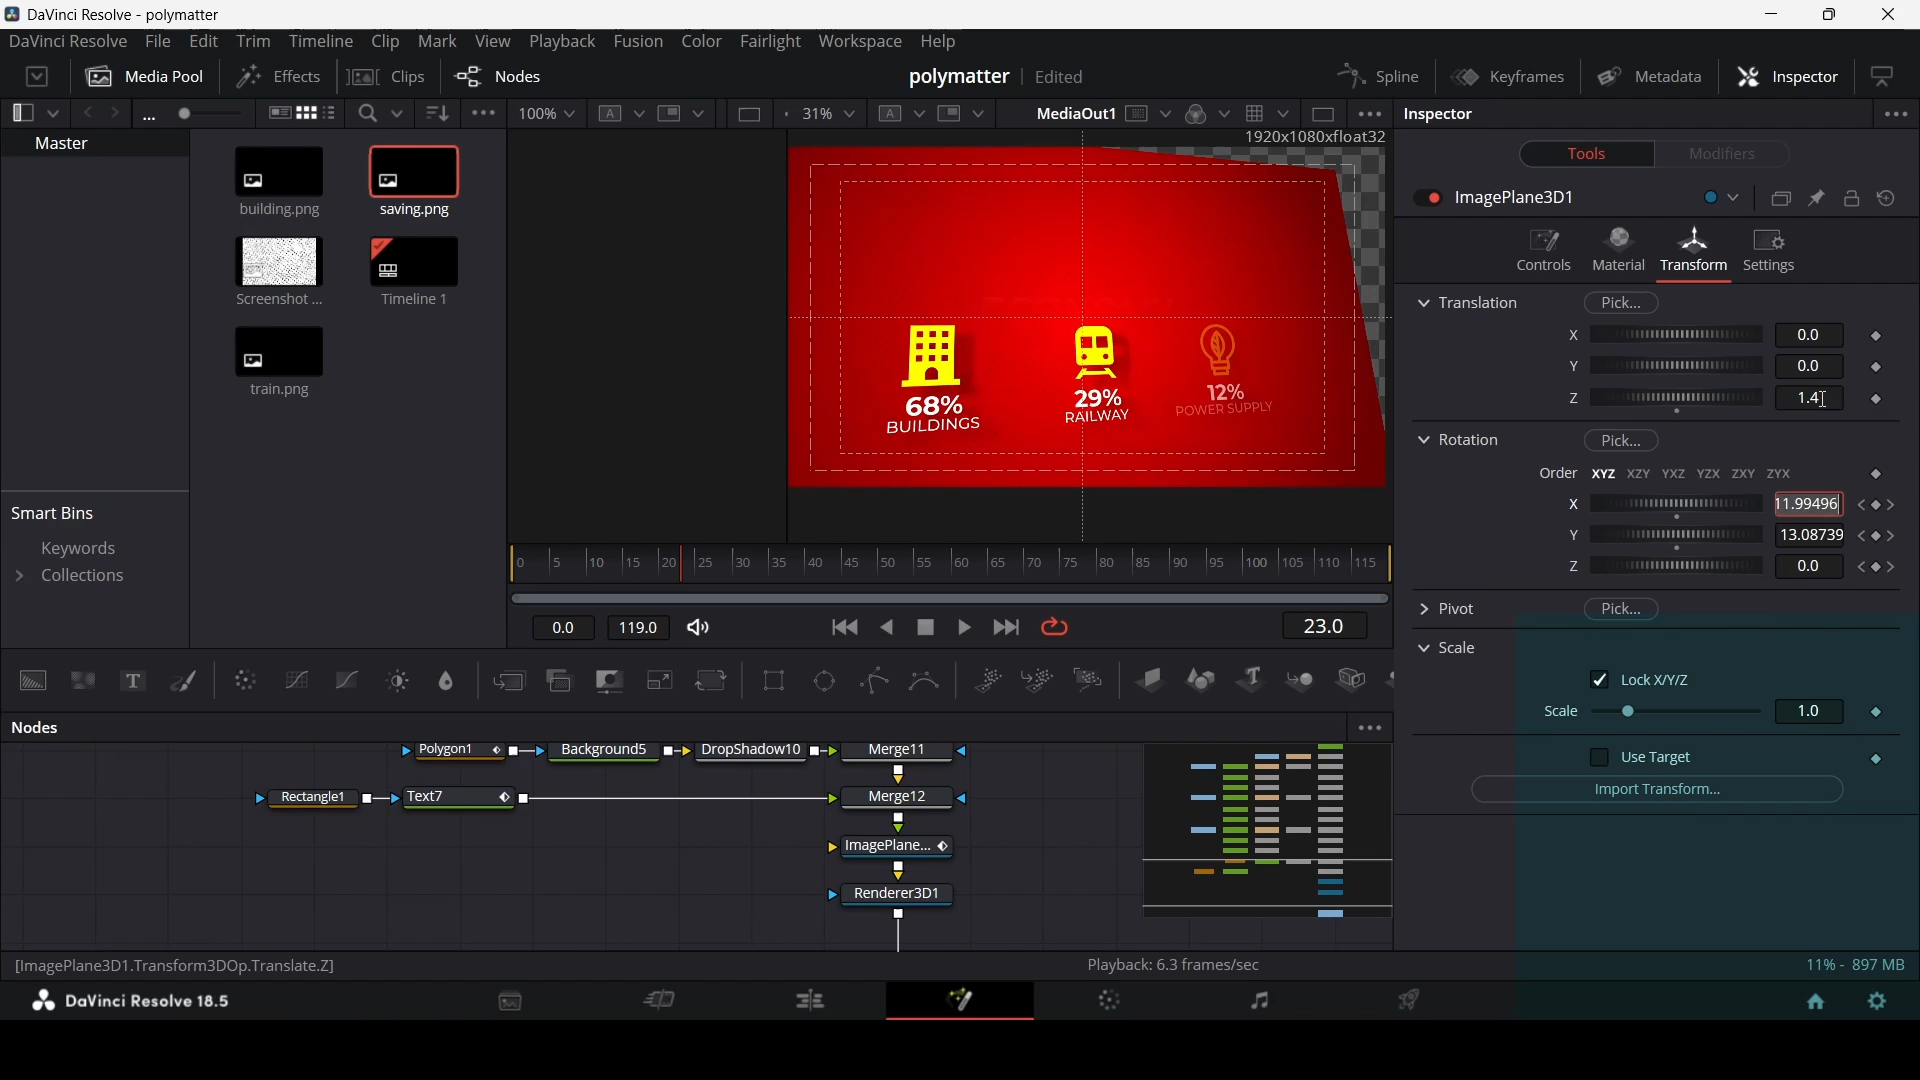 DaVinci Resolve - polymatter
DaVinci Resolve File Edit Trim Timeline Clip Mark View Playback Fusion Color Fairlight Workspace Help
Media Pool Effects Clips Nodes polymatter Edited Spline Keyframes Metadata Inspector
... 100% 31% MediaOut1 Inspector
Master
1920x1080xfloat32
Tools Modifiers
ImagePlane3D1
building.png saving.png
Controls Material Transform Settings
Screenshot ... Timeline 1
train.png
68%
BUILDINGS
29%
RAILWAY
12%
POWER SUPPLY
Translation Pick...
X 0.0
Y 0.0
Z 1.4
Rotation Pick...
Order XYZ XZY YXZ YZX ZXY ZYX
X 11.99496
Y 13.08739
Z 0.0
Pivot Pick...
Scale
Lock X/Y/Z
Scale 1.0
Use Target
Import Transform...
Smart Bins
Keywords
Collections
0 5 10 15 20 25 30 35 40 45 50 55 60 65 70 75 80 85 90 95 100 105 110 115
0.0 119.0 23.0
T
Nodes
Polygon1 Background5 DropShadow10 Merge11
Rectangle1 Text7 Merge12
ImagePlane...
Renderer3D1
[ImagePlane3D1.Transform3DOp.Translate.Z] Playback: 6.3 frames/sec 11% - 897 MB
DaVinci Resolve 18.5